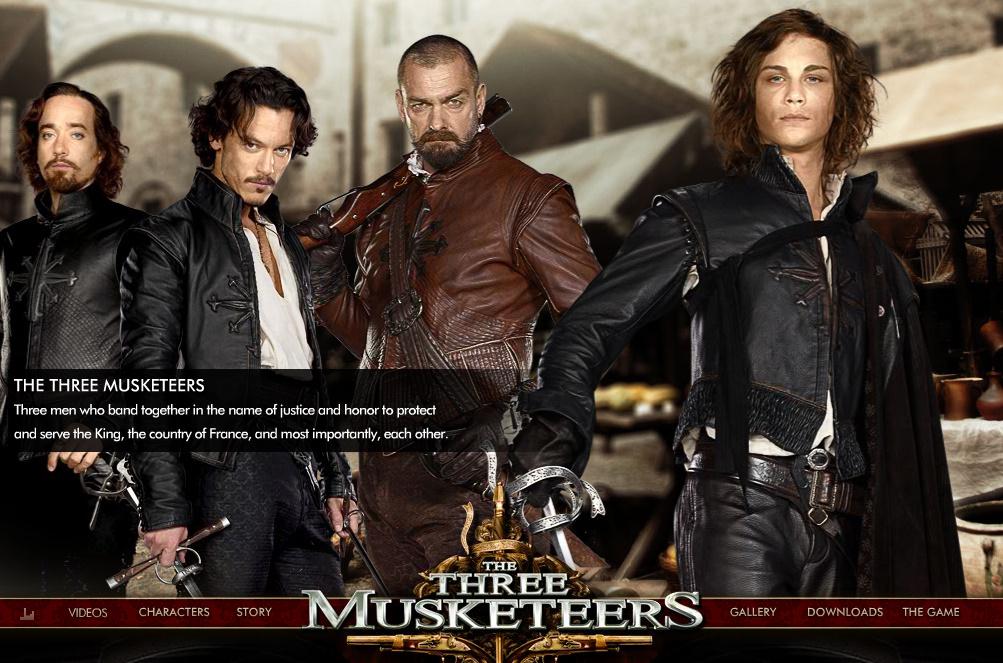 THE THREE MUSKETEERS
Three men who band together in the name of justice and honor to protect
and serve the King, the country of France, and most importantly, each other.
THE
THREE
MUSKETEERS
VIDEOS CHARACTERS STORY GALLERY DOWNLOADS THE GAME